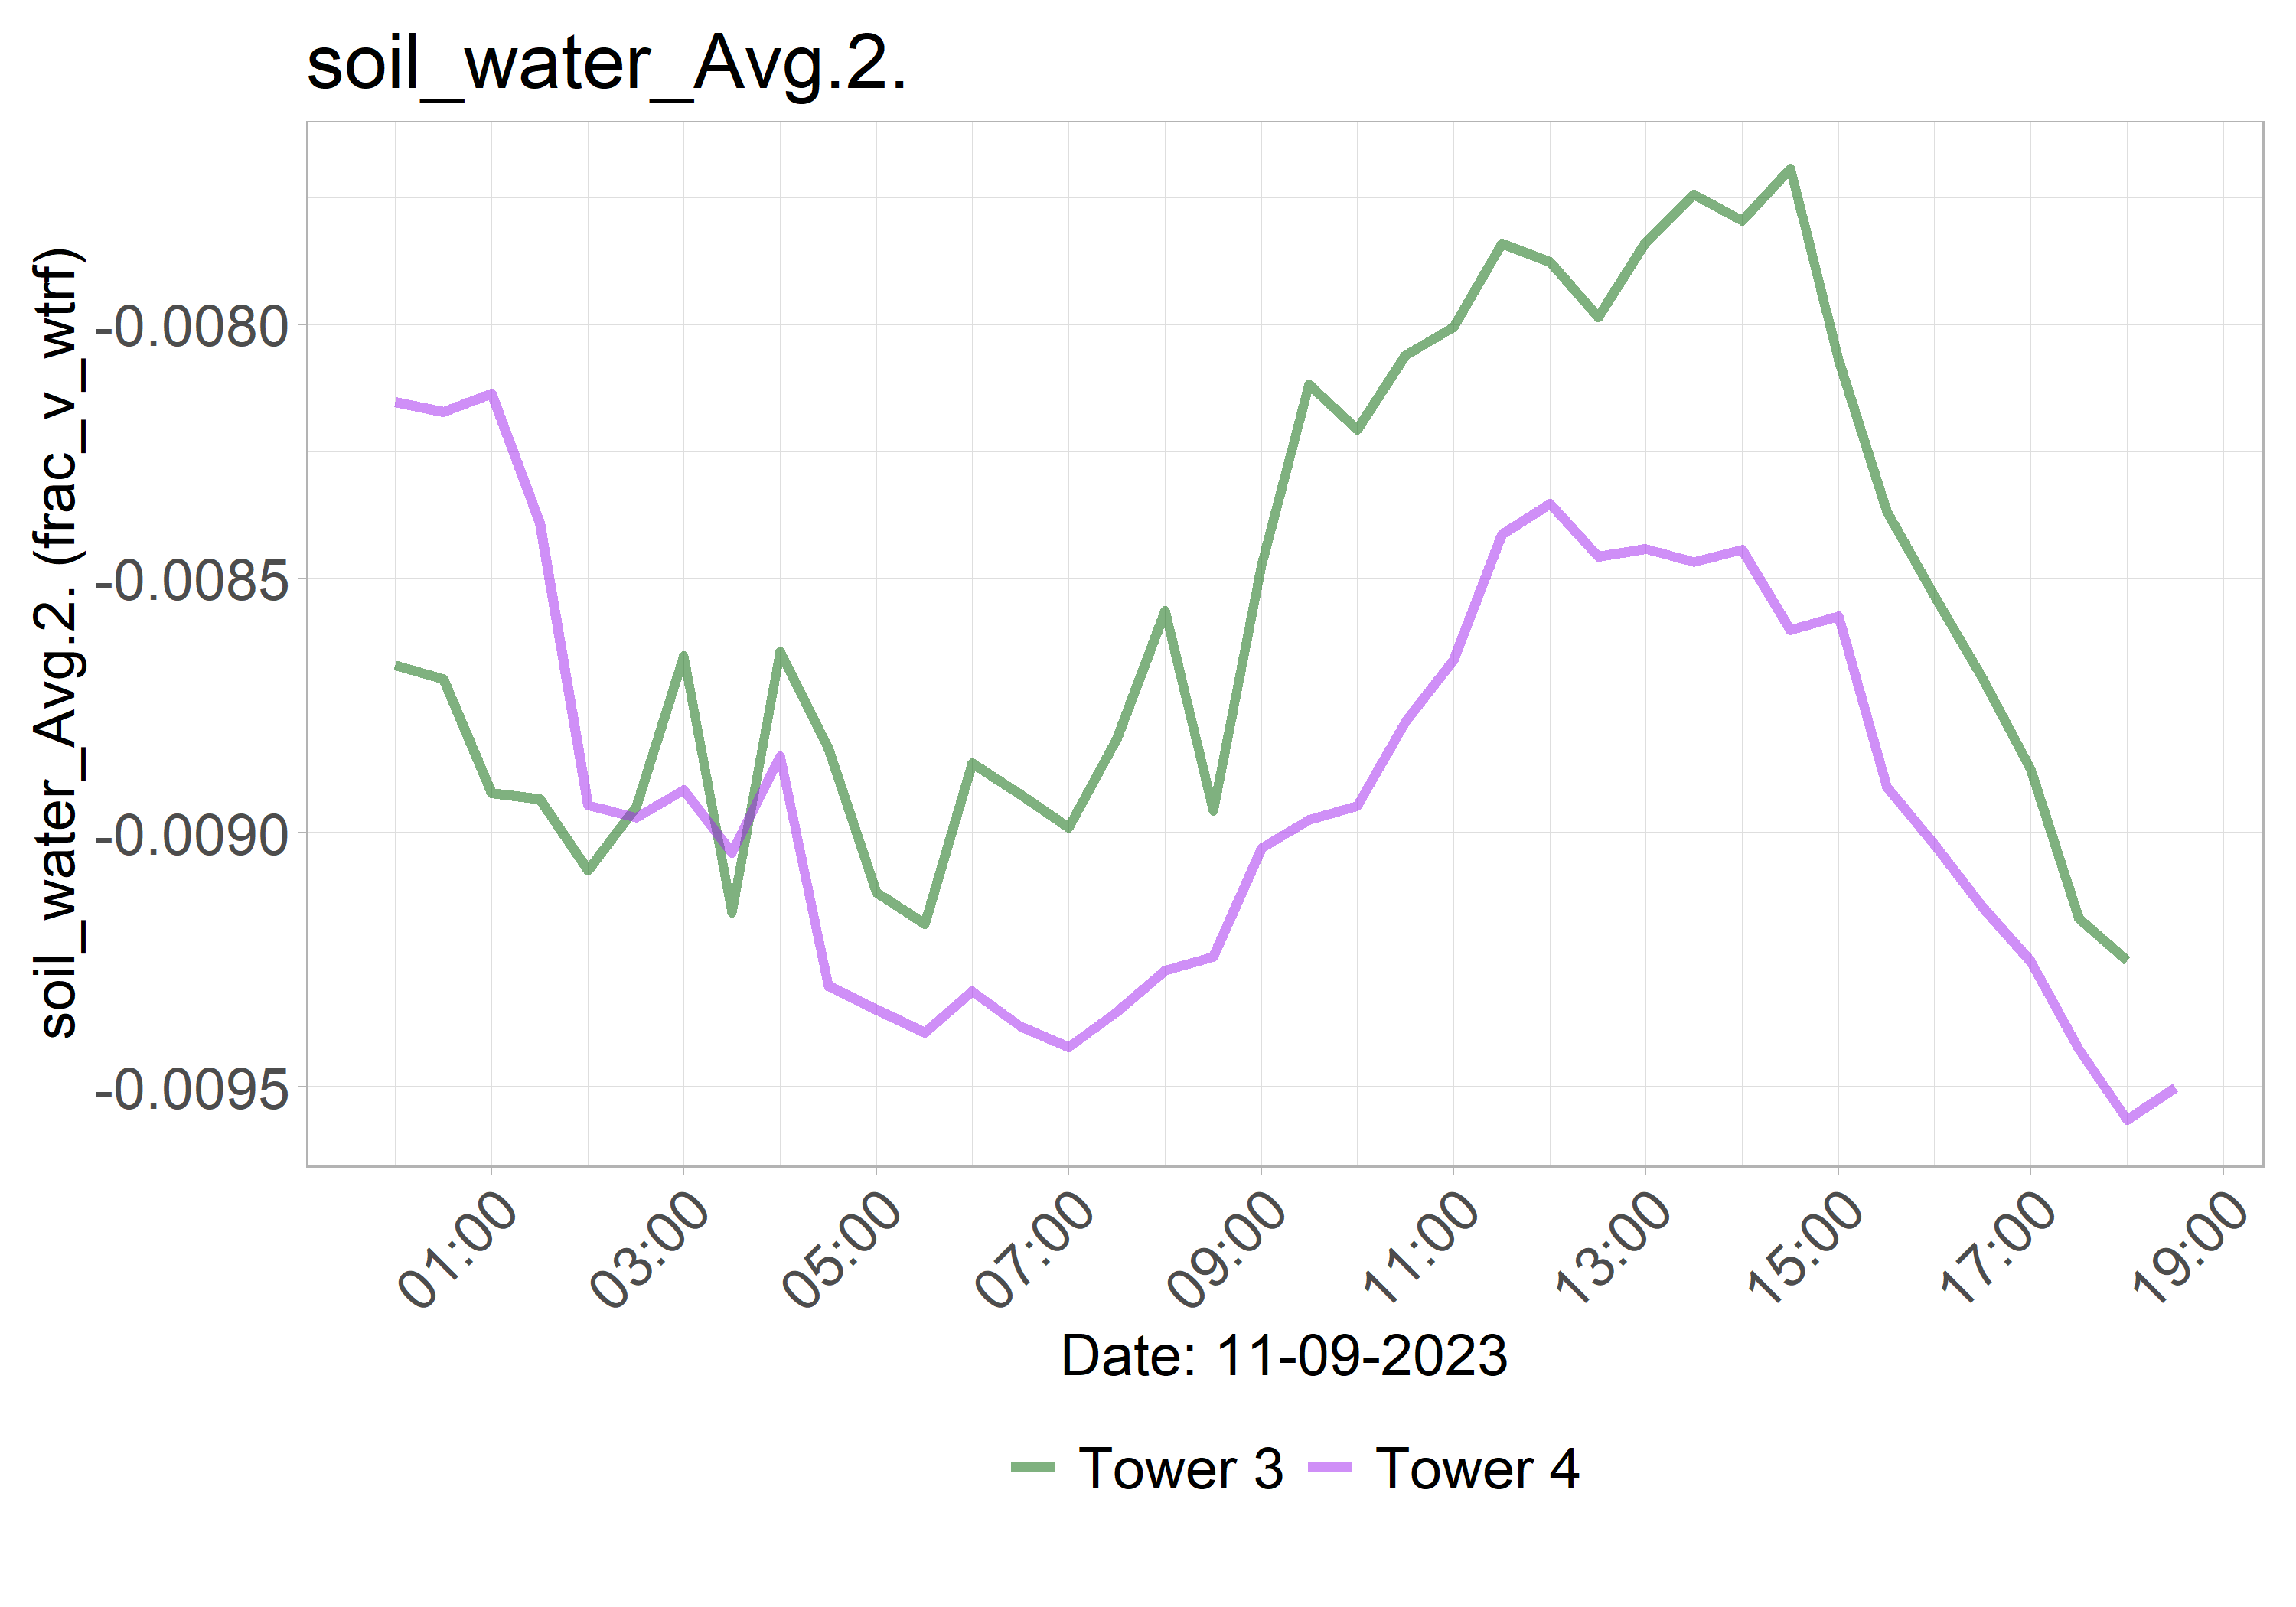 soil_water_Avg.2.
soil_water_Avg.2. (frac_v_wtrf)
-0.0080
-0.0085
-0.0090
-0.0095
01:00 03:00 05:00 07:00 09:00 11:00 13:00 15:00 17:00 19:00
Date: 11-09-2023
Tower 3 Tower 4